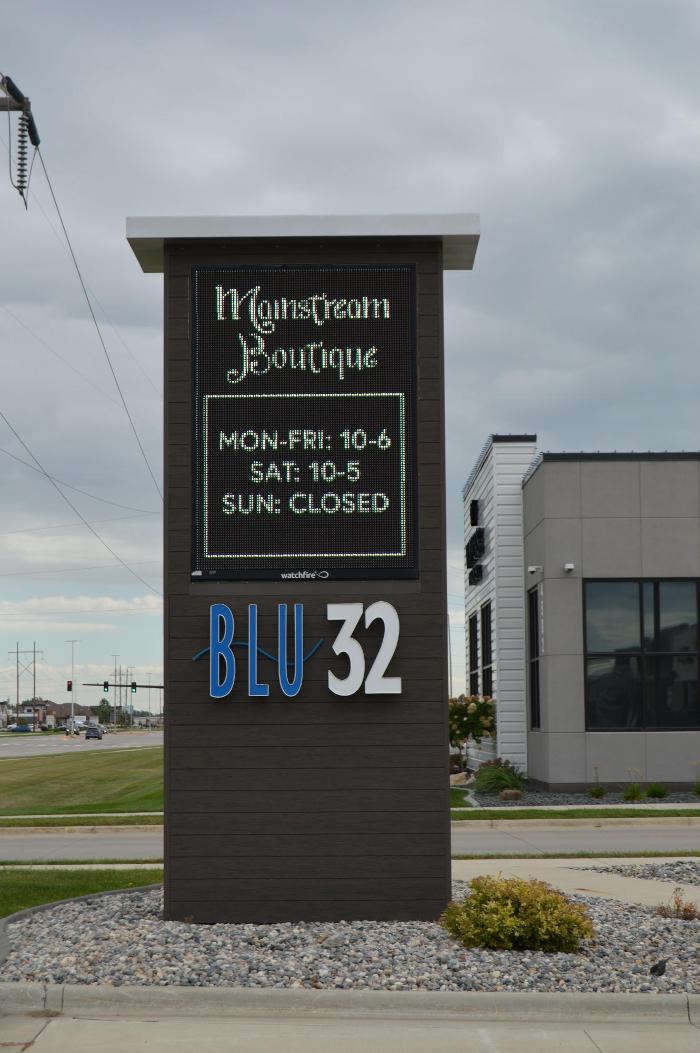 Mainstream
Boutique
MON-FRI: 10-6
SAT: 10-5
SUN: CLOSED
watchfire
BLU 32